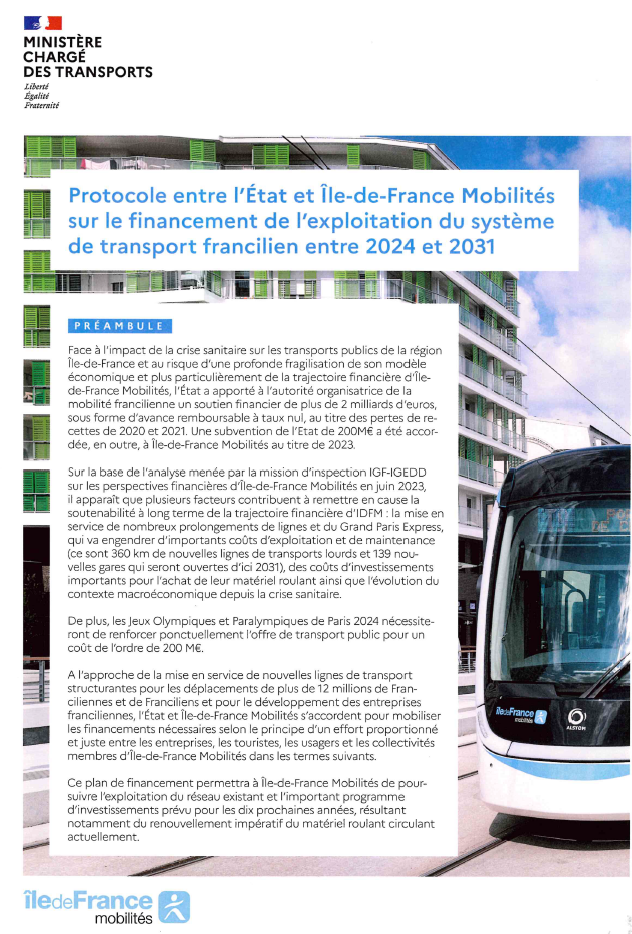 MINISTÈRE
CHARGÉ
DES TRANSPORTS
Liberté
Égalité
Fraternité
Protocole entre l'État et Île-de-France Mobilités
sur le financement de l'exploitation du système
de transport francilien entre 2024 et 2031
PRÉAMBULE
Face à l'impact de la crise sanitaire sur les transports publics de la région
Île-de-France et au risque d'une profonde fragilisation de son modèle
économique et plus particulièrement de la trajectoire financière d'Île-
de-France Mobilités, l'État a apporté à l'autorité organisatrice de la
mobilité francilienne un soutien financier de plus de 2 milliards d'euros,
sous forme d'avance remboursable à taux nul, au titre des pertes de re-
cettes de 2020 et 2021. Une subvention de l'Etat de 200M€ a été accor-
dée, en outre, à Île-de-France Mobilités au titre de 2023.
Sur la base de l'analyse menée par la mission d'inspection IGF-IGEDD
sur les perspectives financières d'Île-de-France Mobilités en juin 2023,
il apparaît que plusieurs facteurs contribuent à remettre en cause la
soutenabilité à long terme de la trajectoire financière d'IDFM : la mise en
service de nombreux prolongements de lignes et du Grand Paris Express,
qui va engendrer d'importants coûts d'exploitation et de maintenance
(ce sont 360 km de nouvelles lignes de transports lourds et 139 nou-
velles gares qui seront ouvertes d'ici 2031), des coûts d'investissements
importants pour l'achat de leur matériel roulant ainsi que l'évolution du
contexte macroéconomique depuis la crise sanitaire.
De plus, les Jeux Olympiques et Paralympiques de Paris 2024 nécessite-
ront de renforcer ponctuellement l'offre de transport public pour un
coût de l'ordre de 200 M€.
A l'approche de la mise en service de nouvelles lignes de transport
structurantes pour les déplacements de plus de 12 millions de Fran-
ciliennes et de Franciliens et pour le développement des entreprises
franciliennes, l'État et Île-de-France Mobilités s'accordent pour mobiliser
les financements nécessaires selon le principe d'un effort proportionné
et juste entre les entreprises, les touristes, les usagers et les collectivités
membres d'Île-de-France Mobilités dans les termes suivants.
Ce plan de financement permettra à Île-de-France Mobilités de pour-
suivre l'exploitation du réseau existant et l'important programme
d'investissements prévu pour les dix prochaines années, résultant
notamment du renouvellement impératif du matériel roulant circulant
actuellement.
îledeFrance
mobilités
ALSTOM
îledeFrance
mobilités